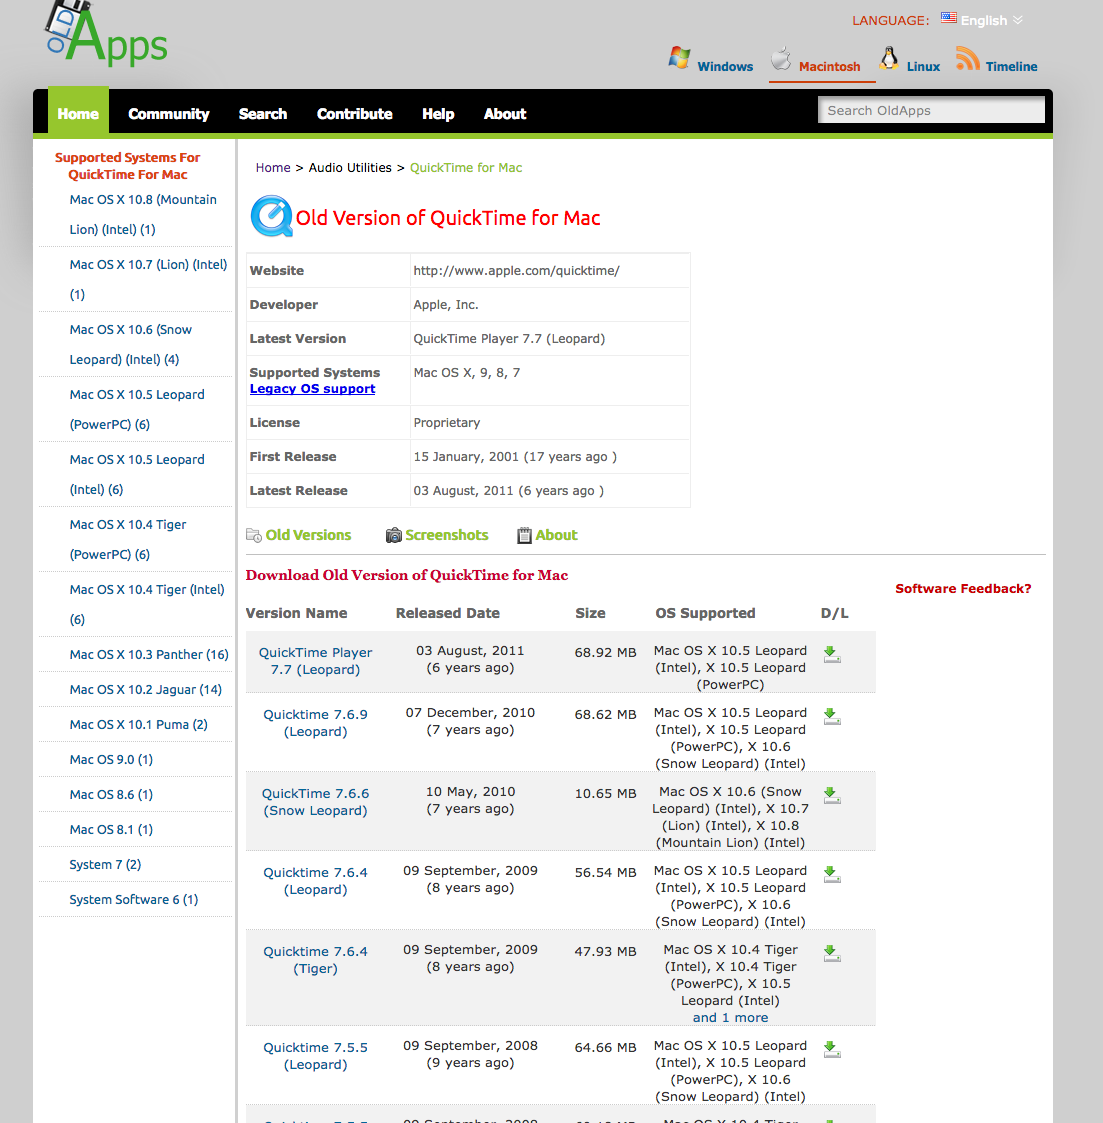 LANGUAGE: English
OLD Apps
Windows Macintosh Linux Timeline
Home Community Search Contribute Help About Search OldApps
Supported Systems For
QuickTime For Mac
Mac OS X 10.8 (Mountain
Lion) (Intel) (1)
Mac OS X 10.7 (Lion) (Intel)
(1)
Mac OS X 10.6 (Snow
Leopard) (Intel) (4)
Mac OS X 10.5 Leopard
(PowerPC) (6)
Mac OS X 10.5 Leopard
(Intel) (6)
Mac OS X 10.4 Tiger
(PowerPC) (6)
Mac OS X 10.4 Tiger (Intel)
(6)
Mac OS X 10.3 Panther (16)
Mac OS X 10.2 Jaguar (14)
Mac OS X 10.1 Puma (2)
Mac OS 9.0 (1)
Mac OS 8.6 (1)
Mac OS 8.1 (1)
System 7 (2)
System Software 6 (1)
Home > Audio Utilities > QuickTime for Mac
Old Version of QuickTime for Mac
Website http://www.apple.com/quicktime/
Developer Apple, Inc.
Latest Version QuickTime Player 7.7 (Leopard)
Supported Systems Mac OS X, 9, 8, 7
Legacy OS support
License Proprietary
First Release 15 January, 2001 (17 years ago )
Latest Release 03 August, 2011 (6 years ago )
Old Versions Screenshots About
Download Old Version of QuickTime for Mac
Software Feedback?
Version Name Released Date Size OS Supported D/L
QuickTime Player 03 August, 2011 68.92 MB Mac OS X 10.5 Leopard
7.7 (Leopard) (6 years ago) (Intel), X 10.5 Leopard
(PowerPC)
Quicktime 7.6.9 07 December, 2010 68.62 MB Mac OS X 10.5 Leopard
(Leopard) (7 years ago) (Intel), X 10.5 Leopard
(PowerPC), X 10.6
(Snow Leopard) (Intel)
QuickTime 7.6.6 10 May, 2010 10.65 MB Mac OS X 10.6 (Snow
(Snow Leopard) (7 years ago) Leopard) (Intel), X 10.7
(Lion) (Intel), X 10.8
(Mountain Lion) (Intel)
Quicktime 7.6.4 09 September, 2009 56.54 MB Mac OS X 10.5 Leopard
(Leopard) (8 years ago) (Intel), X 10.5 Leopard
(PowerPC), X 10.6
(Snow Leopard) (Intel)
Quicktime 7.6.4 09 September, 2009 47.93 MB Mac OS X 10.4 Tiger
(Tiger) (8 years ago) (Intel), X 10.4 Tiger
(PowerPC), X 10.5
Leopard (Intel)
and 1 more
Quicktime 7.5.5 09 September, 2008 64.66 MB Mac OS X 10.5 Leopard
(Leopard) (9 years ago) (Intel), X 10.5 Leopard
(PowerPC), X 10.6
(Snow Leopard) (Intel)